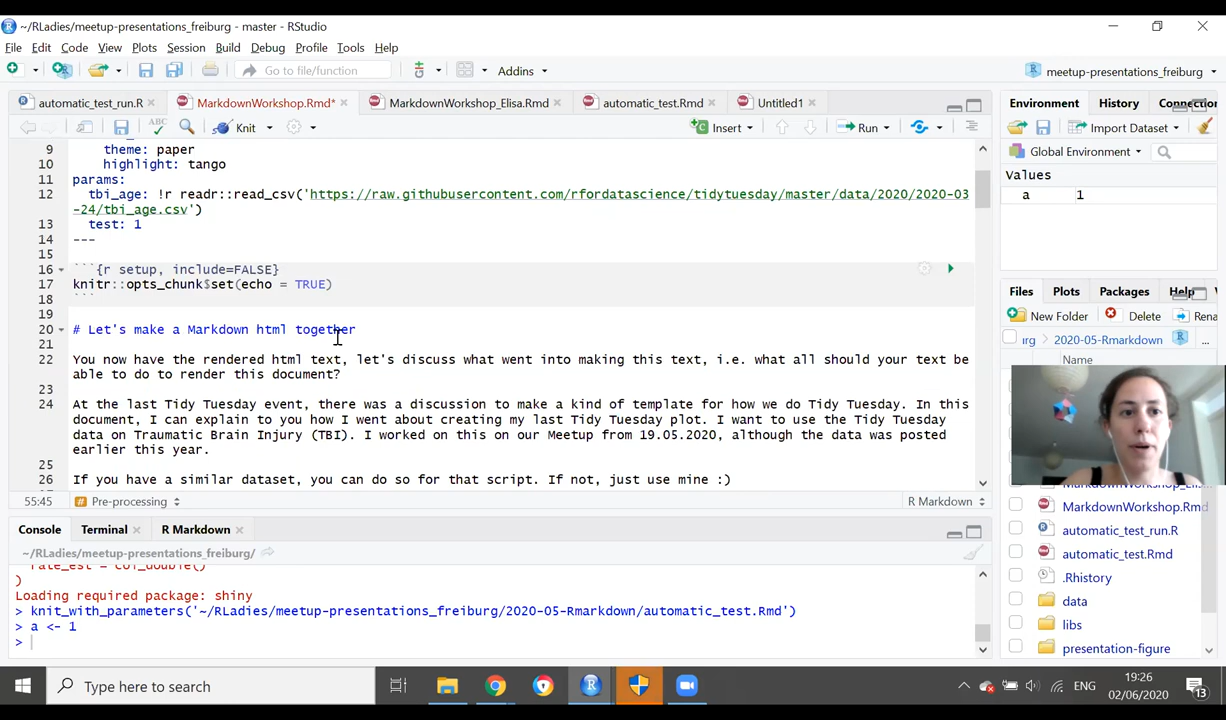 ~/RLadies/meetup-presentations_freiburg - master - RStudio
File Edit Code View Plots Session Build Debug Profile Tools Help
Go to file/function Addins meetup-presentations_freiburg
automatic_test_run.R MarkdownWorkshop.Rmd* MarkdownWorkshop_Elisa.Rmd automatic_test.Rmd Untitled1
ABC Knit Insert Run
9 theme: paper
10 highlight: tango
11 params:
12 tbi_age: !r readr::read_csv('https://raw.githubusercontent.com/rfordatascience/tidytuesday/master/data/2020/2020-03
-24/tbi_age.csv')
13 test: 1
14 ---
15
16 ```{r setup, include=FALSE}
17 knitr::opts_chunk$set(echo = TRUE)
18 ```
19
20 # Let's make a Markdown html together
21
22 You now have the rendered html text, let's discuss what went into making this text, i.e. what all should your text be
able to do to render this document?
23
24 At the last Tidy Tuesday event, there was a discussion to make a kind of template for how we do Tidy Tuesday. In this
document, I can explain to you how I went about creating my last Tidy Tuesday plot. I want to use the Tidy Tuesday
data on Traumatic Brain Injury (TBI). I worked on this on our Meetup from 19.05.2020, although the data was posted
earlier this year.
25
26 If you have a similar dataset, you can do so for that script. If not, just use mine :)
55:45 Pre-processing R Markdown
Console Terminal R Markdown
~/RLadies/meetup-presentations_freiburg/
rate_est = col_double()
)
Loading required package: shiny
> knit_with_parameters('~/RLadies/meetup-presentations_freiburg/2020-05-Rmarkdown/automatic_test.Rmd')
> a <- 1
>
Environment History Connection
Import Dataset
Global Environment
Values
a 1
Files Plots Packages Help
New Folder Delete Rena
urg 2020-05-Rmarkdown
Name
MarkdownWorkshop_Eli
MarkdownWorkshop.Rmd
automatic_test_run.R
automatic_test.Rmd
.Rhistory
data
libs
presentation-figure
Type here to search
ENG
19:26
02/06/2020
13